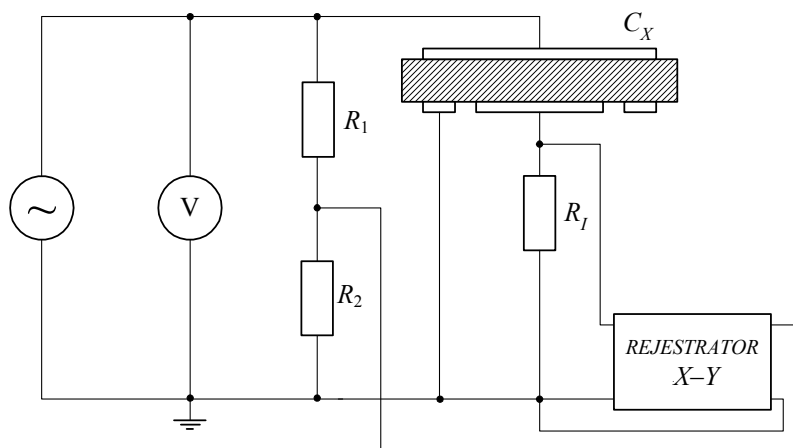 C_X
R_1
V
R_I
R_2
REJESTRATOR
X–Y